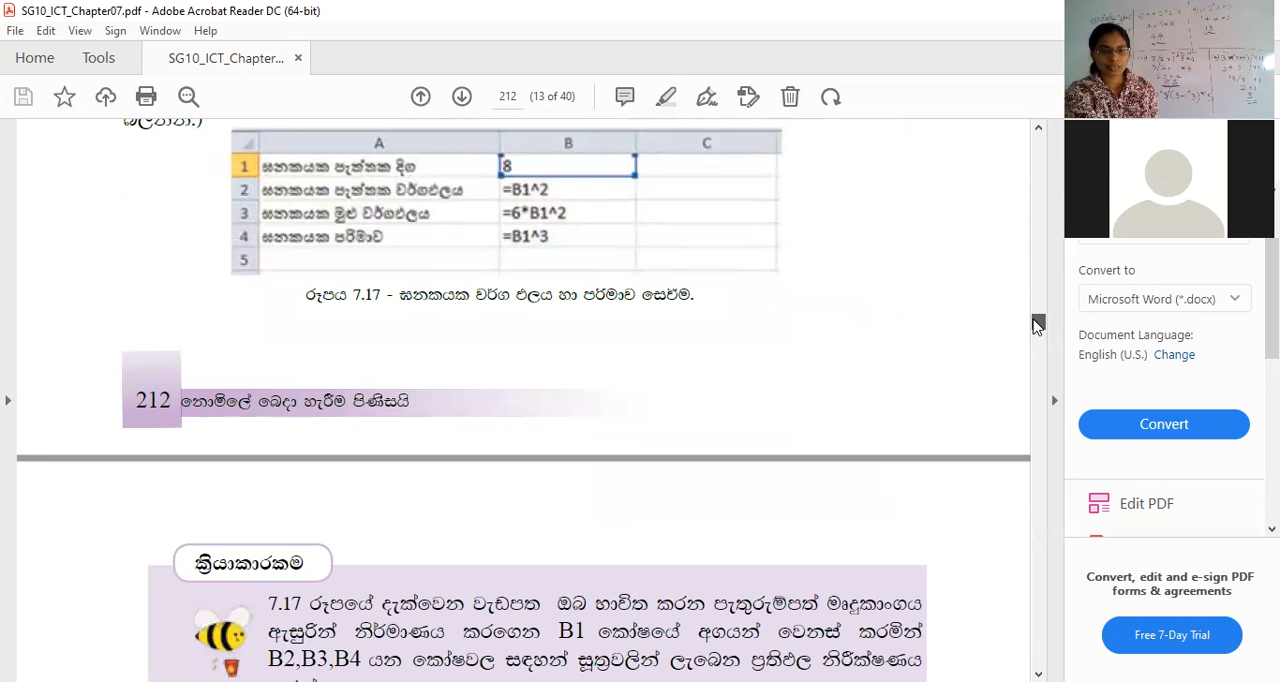 SG10_ICT_Chapter07.pdf - Adobe Acrobat Reader DC (64-bit)
File Edit View Sign Window Help
Home Tools SG10_ICT_Chapter... ×
212 (13 of 40)
බලන්න.)
A B C
1 ඝනකයක පැත්තක දිග 8
2 ඝනකයක පැත්තක වර්ගඵලය =B1^2
3 ඝනකයක මුළු වර්ගඵලය =6*B1^2
4 ඝනකයක පරිමාව =B1^3
5
රූපය 7.17 - ඝනකයක වර්ග ඵලය හා පරිමාව සෙවීම.
212 නොමිලේ බෙදා හැරීම පිණිසයි
ක්‍රියාකාරකම
7.17 රූපයේ දැක්වෙන වැඩපත ඔබ භාවිත කරන පැතුරුම්පත් මෘදුකාංගය
ඇසුරින් නිර්මාණය කරගෙන B1 කෝෂයේ අගයන් වෙනස් කරමින්
B2,B3,B4 යන කෝෂවල සඳහන් සූත්‍රවලින් ලැබෙන ප්‍රතිඵල නිරීක්ෂණය
Convert to
Microsoft Word (*.docx)
Document Language:
English (U.S.) Change
Convert
Edit PDF
Convert, edit and e-sign PDF
forms & agreements
Free 7-Day Trial